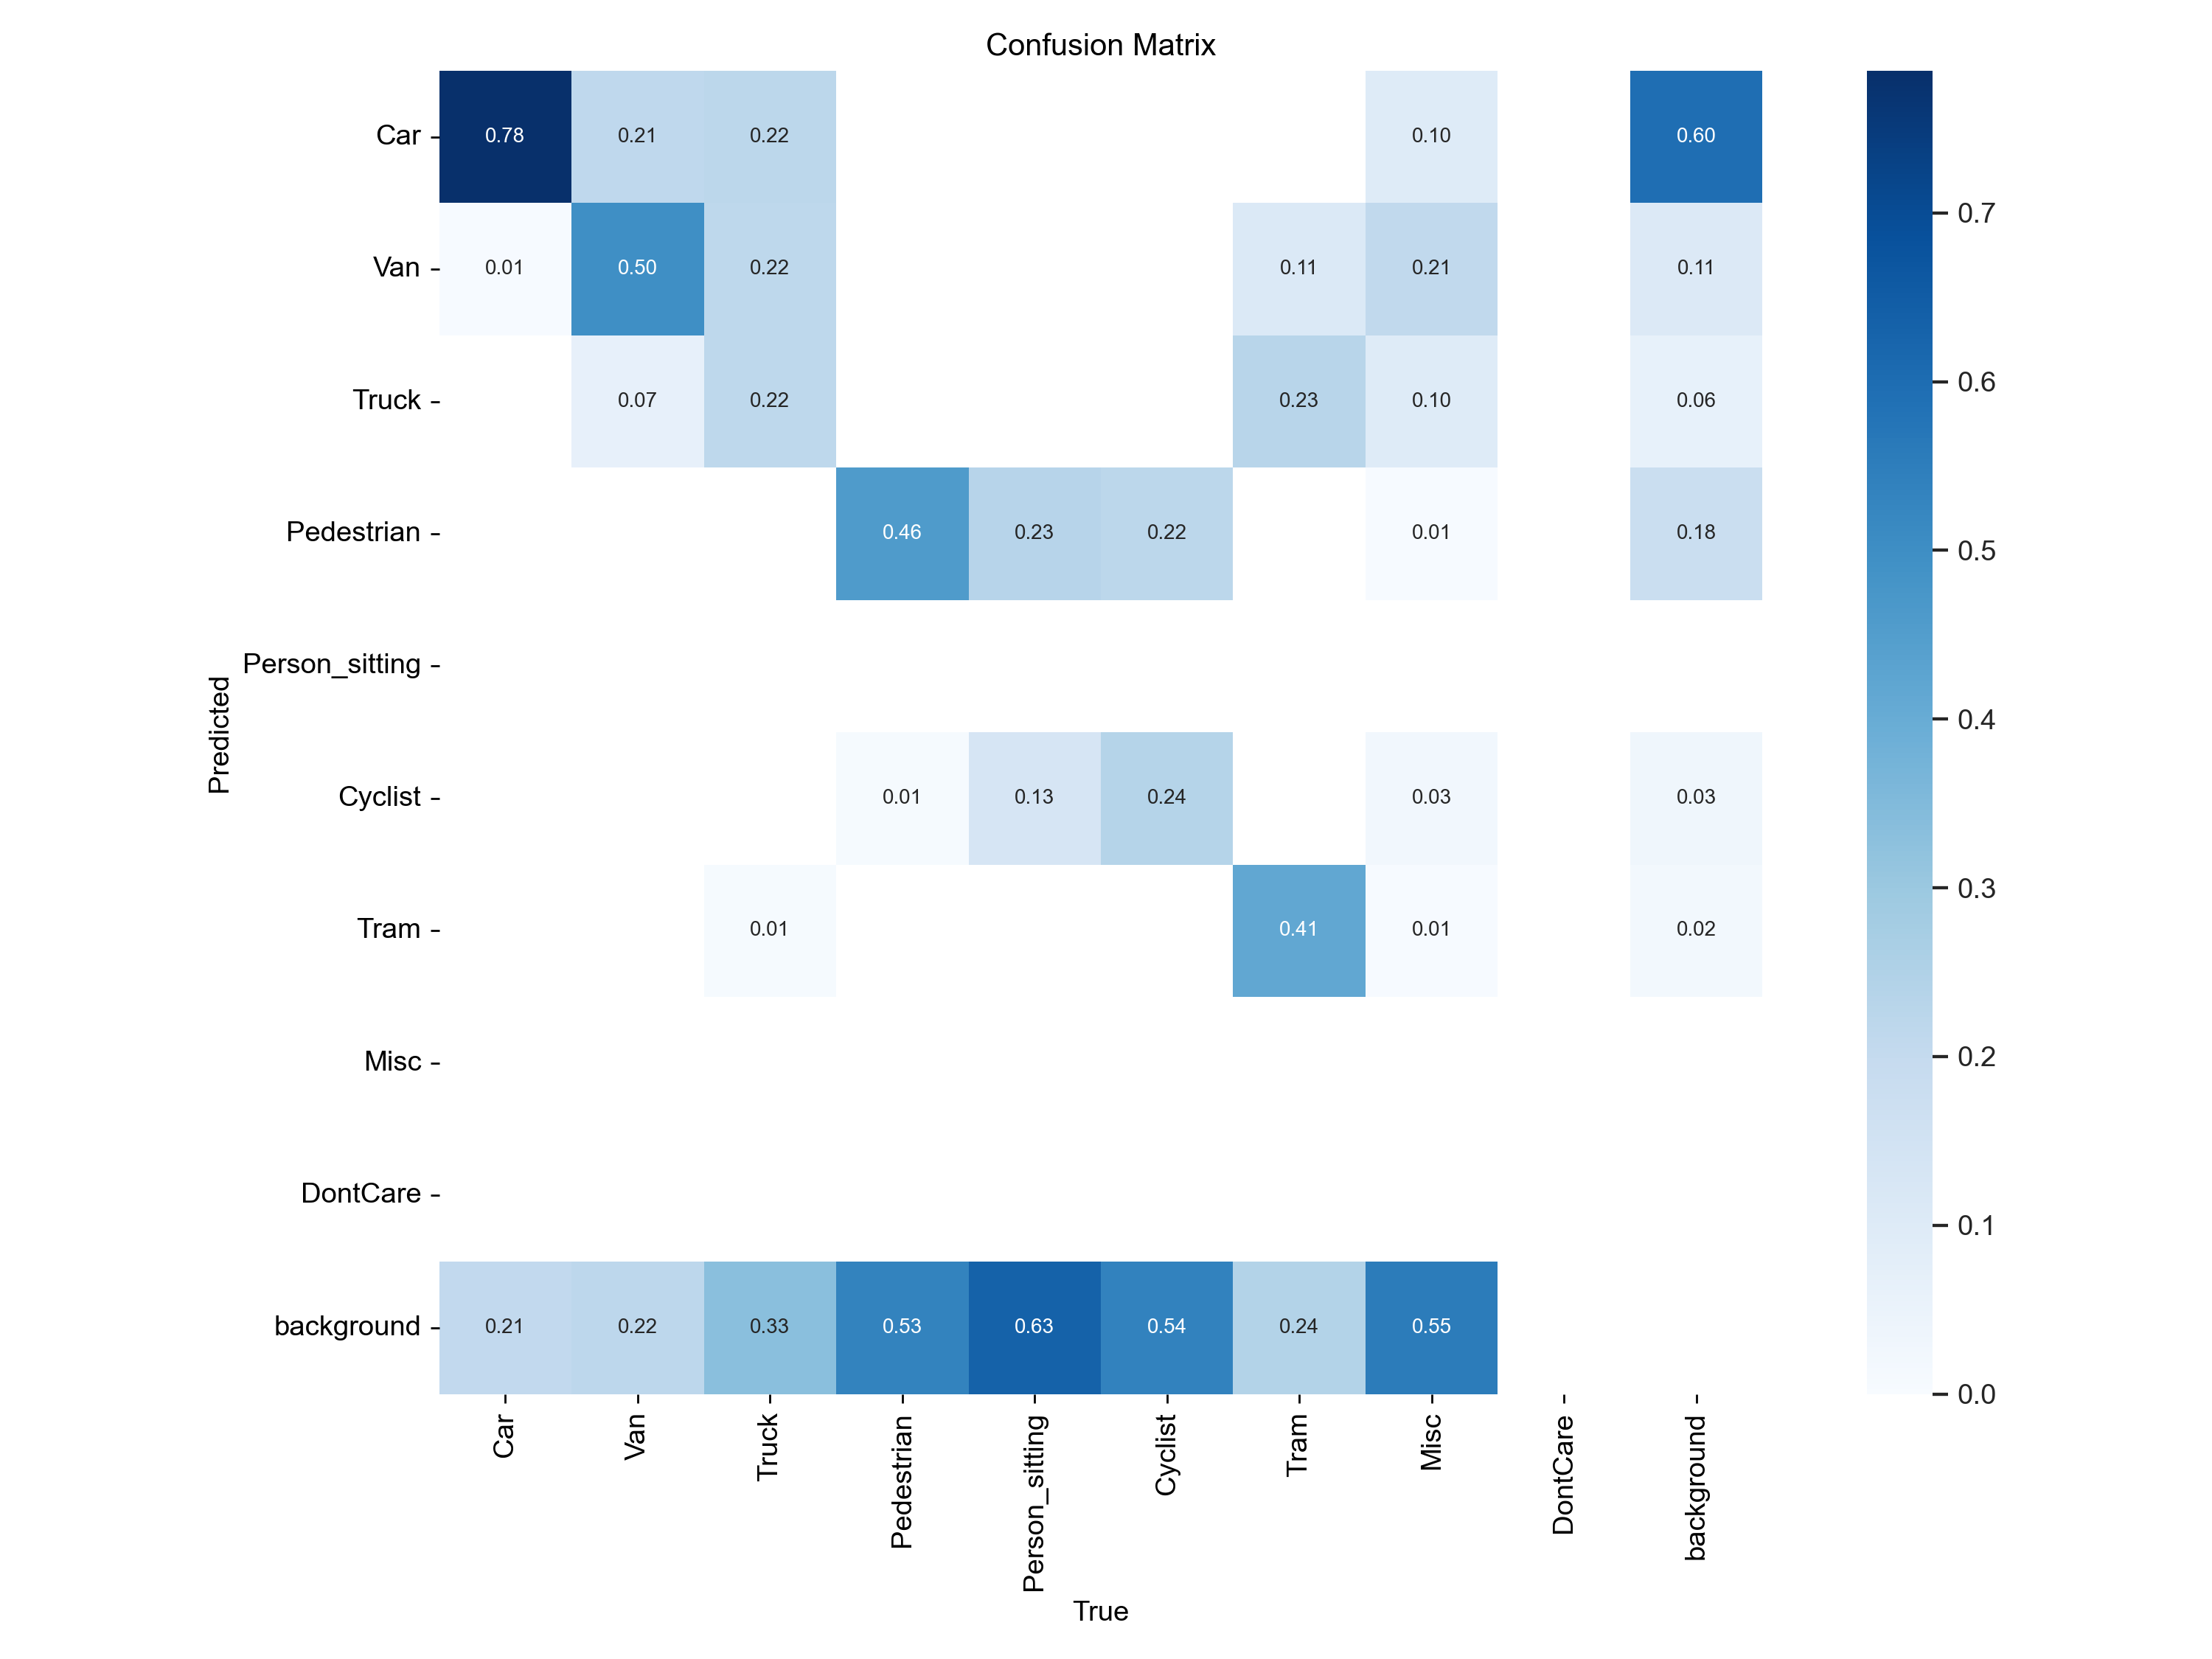 Confusion Matrix
Car
0.78
0.21
0.22
0.10
0.60
Van
0.01
0.50
0.22
0.11
0.21
0.11
Truck
0.07
0.22
0.23
0.10
0.06
Pedestrian
0.46
0.23
0.22
0.01
0.18
Person_sitting
Cyclist
0.01
0.13
0.24
0.03
0.03
Tram
0.01
0.41
0.01
0.02
Misc
DontCare
background
0.21
0.22
0.33
0.53
0.63
0.54
0.24
0.55
Predicted
Car
Van
Truck
Pedestrian
Person_sitting
Cyclist
Tram
Misc
DontCare
background
True
0.7
0.6
0.5
0.4
0.3
0.2
0.1
0.0